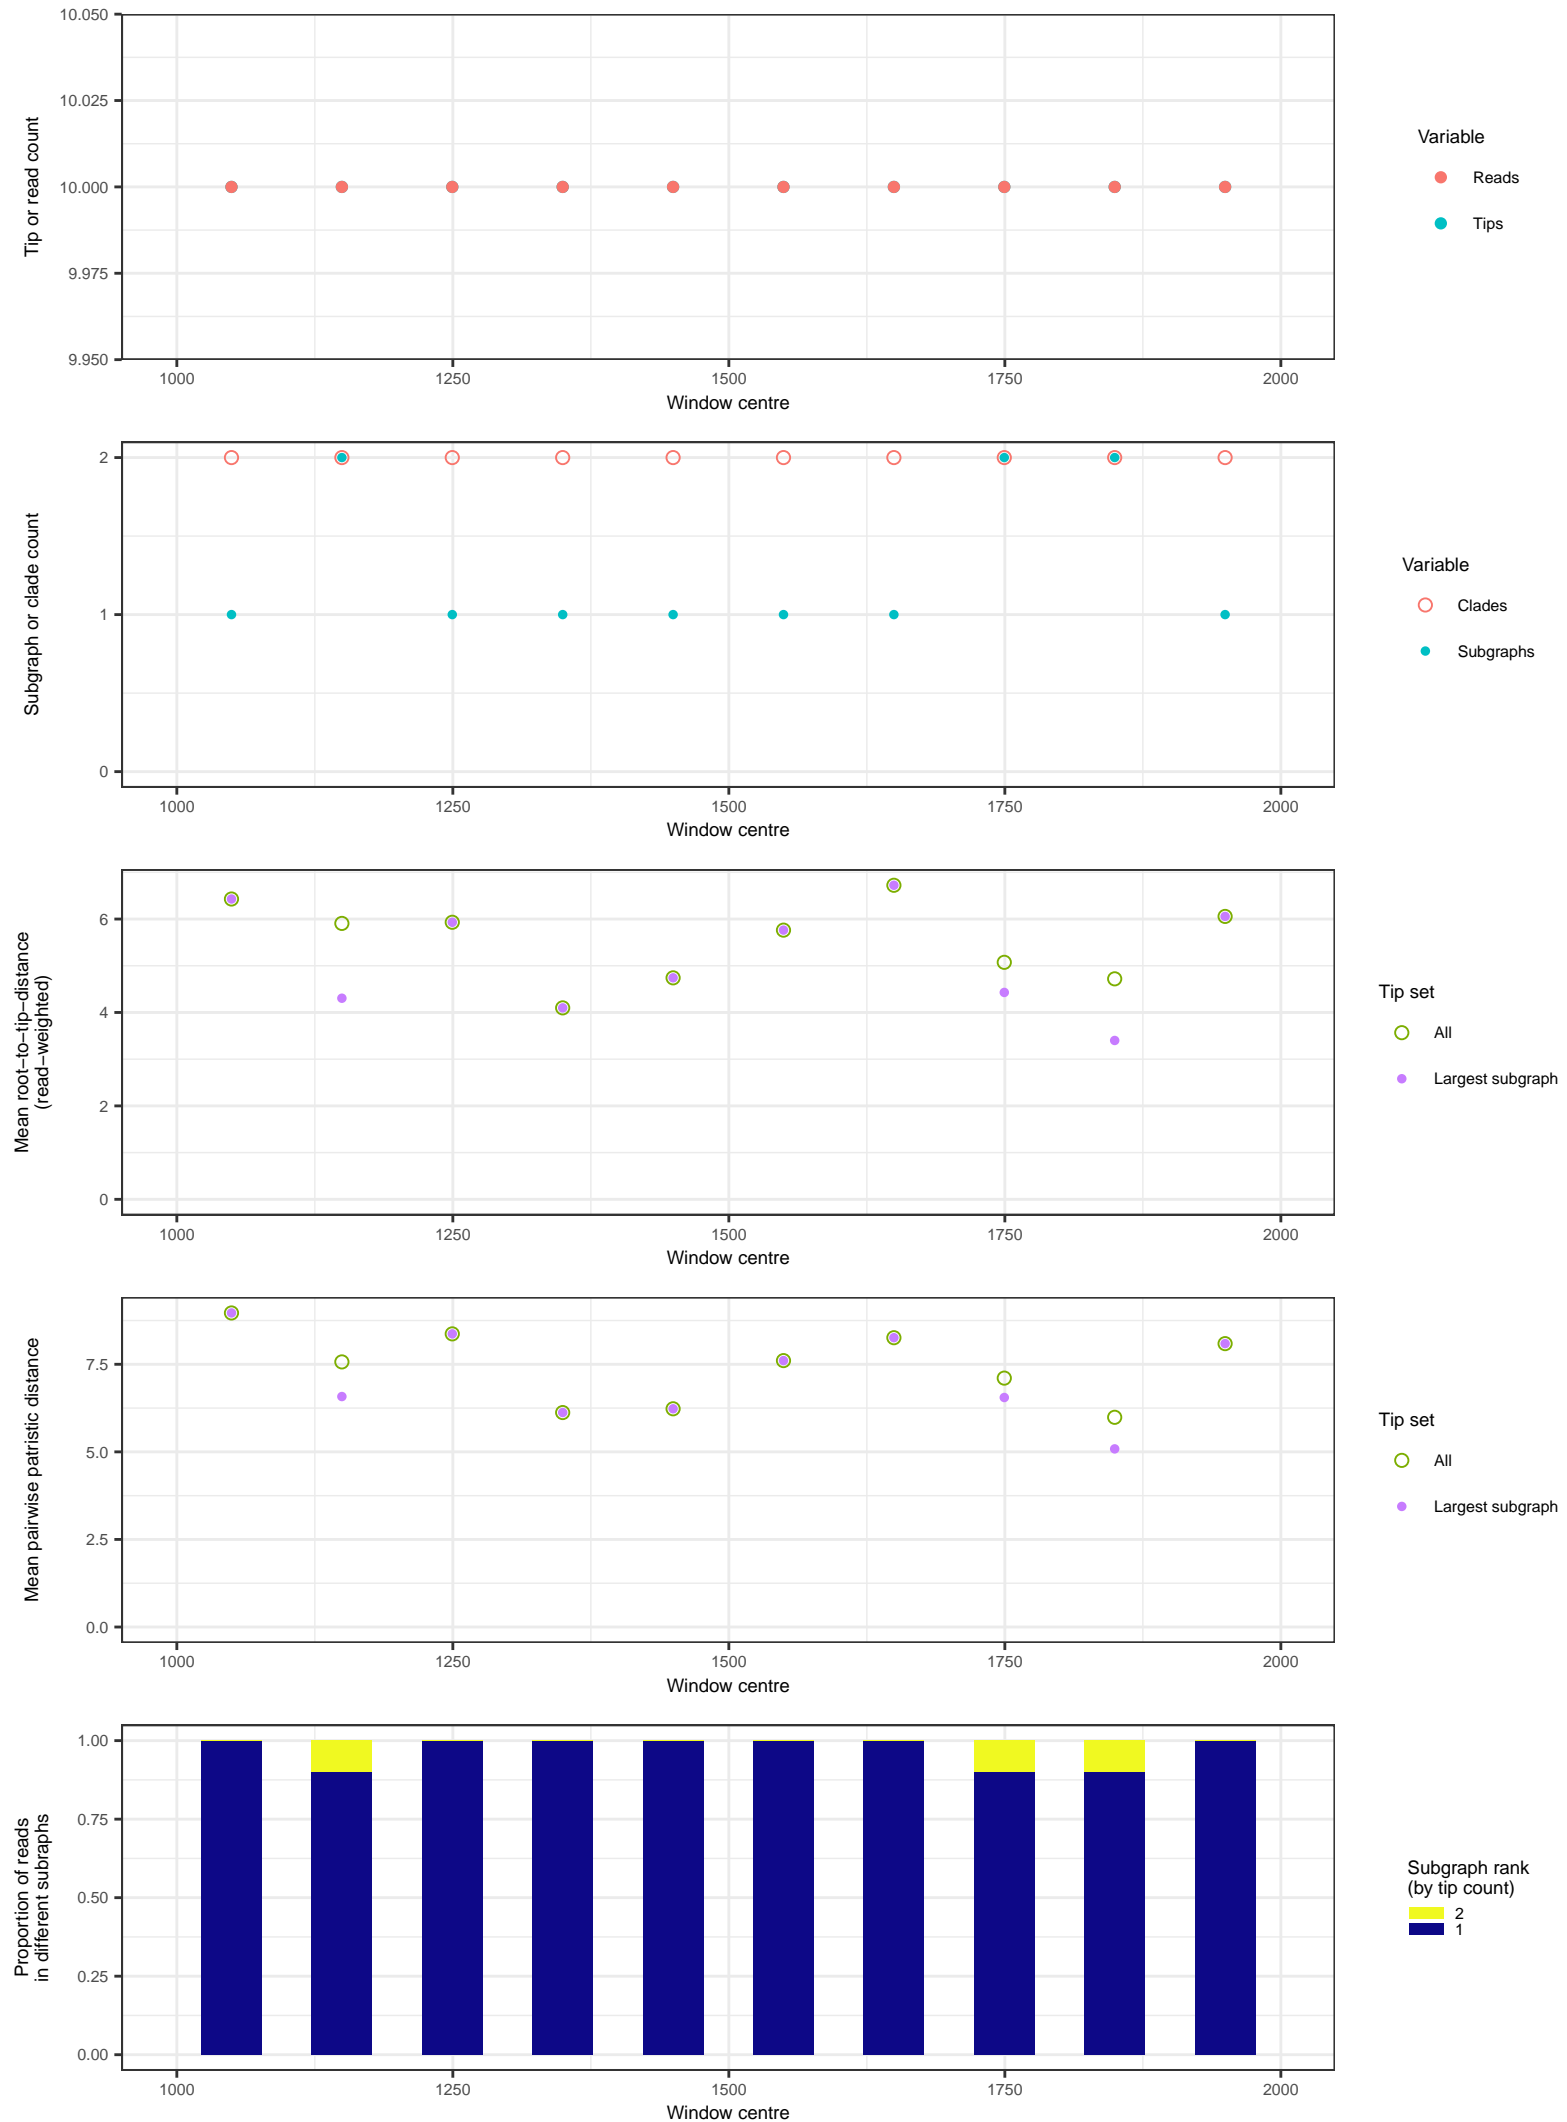 10.050
10.025
10.000
9.975
9.950
Tip or read count
1000 1250 1500 1750 2000
Window centre
Variable
Reads
Tips
2
1
0
Subgraph or clade count
1000 1250 1500 1750 2000
Window centre
Variable
Clades
Subgraphs
6
4
2
0
Mean root−to−tip−distance
(read−weighted)
1000 1250 1500 1750 2000
Window centre
Tip set
All
Largest subgraph
7.5
5.0
2.5
0.0
Mean pairwise patristic distance
1000 1250 1500 1750 2000
Window centre
Tip set
All
Largest subgraph
1.00
0.75
0.50
0.25
0.00
Proportion of reads
in different subraphs
1000 1250 1500 1750 2000
Window centre
Subgraph rank
(by tip count)
2
1